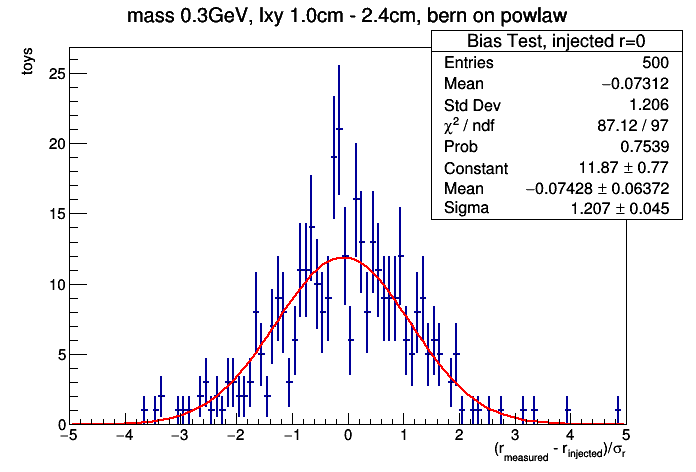 mass 0.3GeV, lxy 1.0cm - 2.4cm, bern on powlaw
toys
Bias Test, injected r=0
Entries 500
Mean −0.07312
Std Dev 1.206
χ² / ndf 87.12 / 97
Prob 0.7539
Constant 11.87 ± 0.77
Mean −0.07428 ± 0.06372
Sigma 1.207 ± 0.045
25
20
15
10
5
0
−5 −4 −3 −2 −1 0 1 2 3 4 5
(r_measured - r_injected)/σ_r